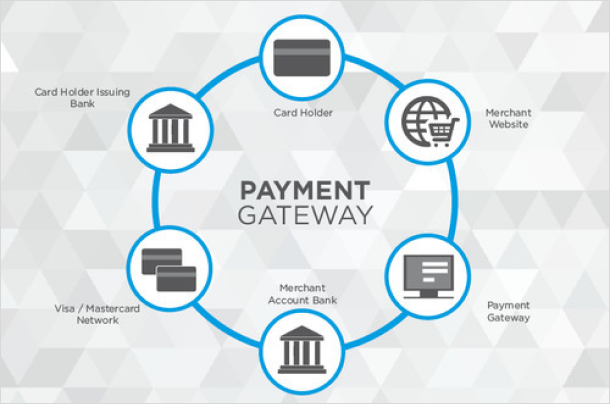 Card Holder Issuing
Bank
Card Holder
Merchant
Website
PAYMENT
GATEWAY
Visa / Mastercard
Network
Merchant
Account Bank
Payment
Gateway